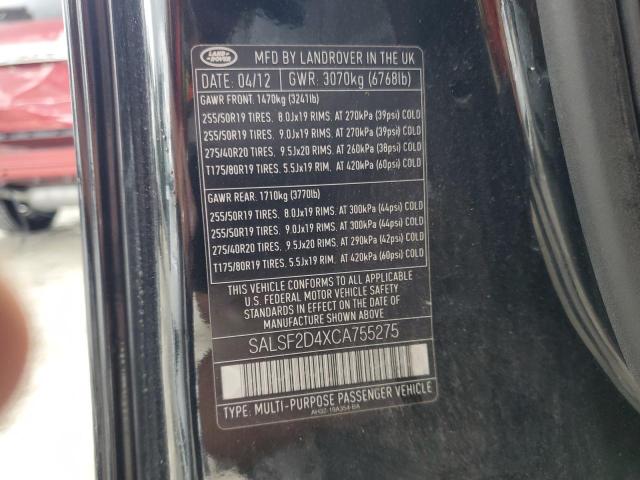 LAND ROVER
MFD BY LANDROVER IN THE UK
DATE: 04/12 GWR: 3070kg (6768lb)
GAWR FRONT: 1470kg (3241lb)
255/50R19 TIRES, 8.0Jx19 RIMS, AT 270kPa (39psi) COLD
255/50R19 TIRES, 9.0Jx19 RIMS, AT 270kPa (39psi) COLD
275/40R20 TIRES, 9.5Jx20 RIMS, AT 260kPa (38psi) COLD
T175/80R19 TIRES, 5.5Jx19 RIM, AT 420kPa (60psi) COLD
GAWR REAR: 1710kg (3770lb)
255/50R19 TIRES, 8.0Jx19 RIMS, AT 300kPa (44psi) COLD
255/50R19 TIRES, 9.0Jx19 RIMS, AT 300kPa (44psi) COLD
275/40R20 TIRES, 9.5Jx20 RIMS, AT 290kPa (42psi) COLD
T175/80R19 TIRES, 5.5Jx19 RIM, AT 420kPa (60psi) COLD
THIS VEHICLE CONFORMS TO ALL APPLICABLE
U.S. FEDERAL MOTOR VEHICLE SAFETY
STANDARDS IN EFFECT ON THE DATE OF
MANUFACTURE SHOWN ABOVE.
SALSF2D4XCA755275
TYPE: MULTI-PURPOSE PASSENGER VEHICLE
AH32-19A354-BA